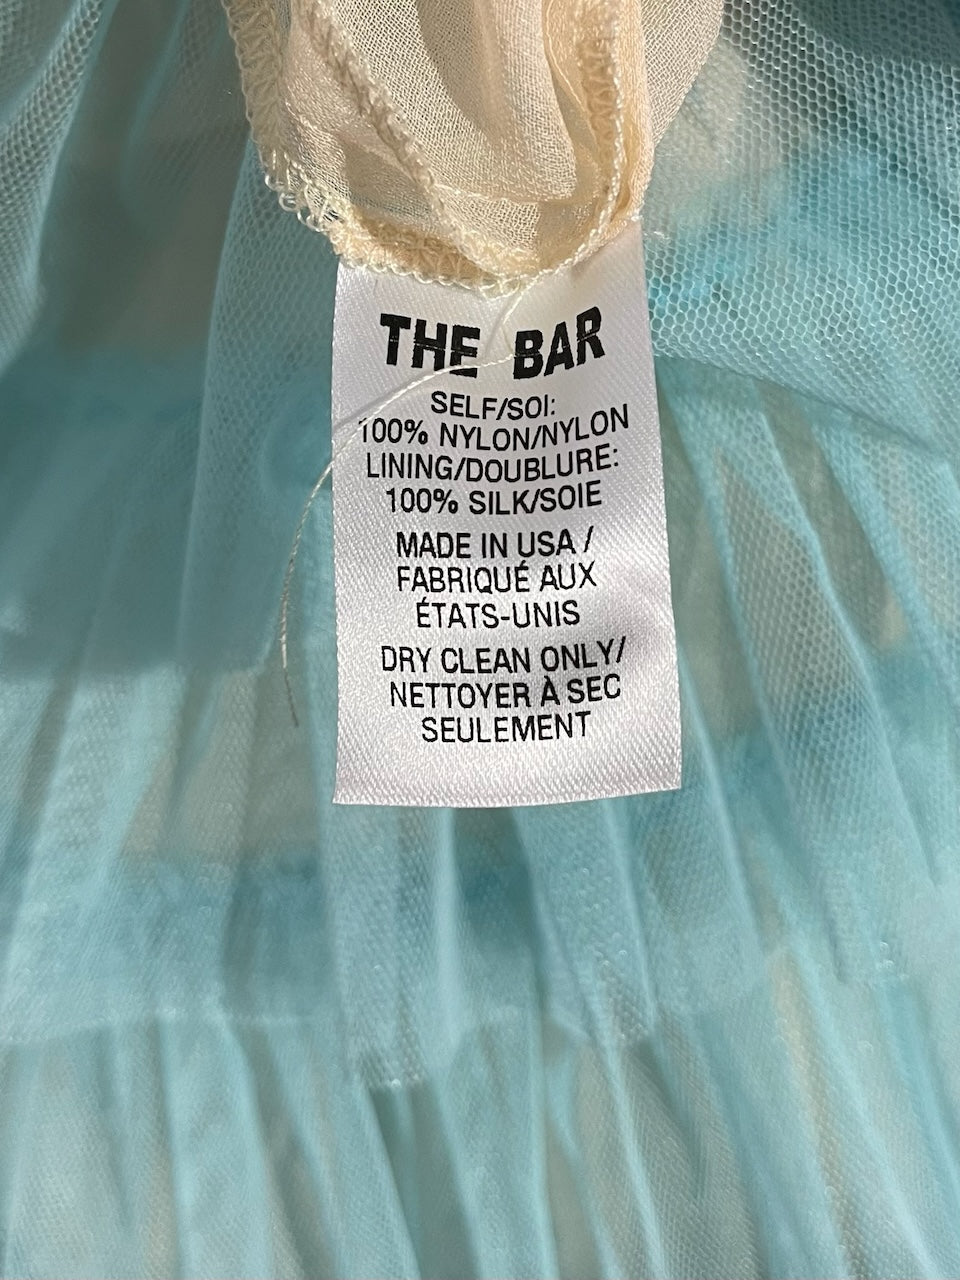 THE BAR
SELF/SOI:
100% NYLON/NYLON
LINING/DOUBLURE:
100% SILK/SOIE
MADE IN USA /
FABRIQUÉ AUX
ÉTATS-UNIS
DRY CLEAN ONLY/
NETTOYER À SEC
SEULEMENT